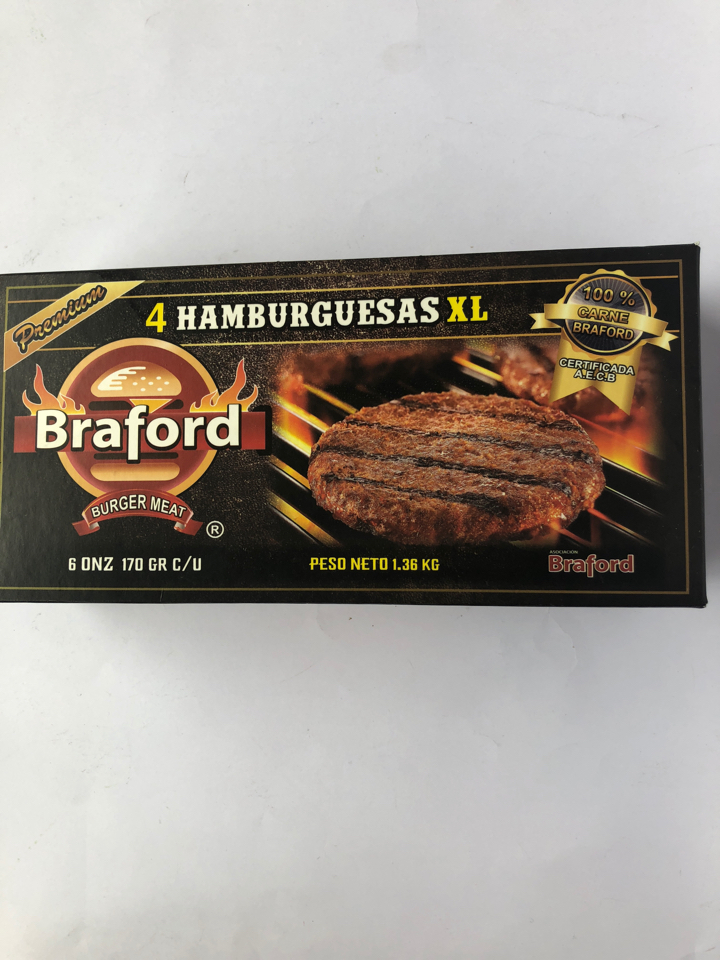 Premium
4 HAMBURGUESAS XL
100 %
CARNE
BRAFORD
CERTIFICADA
A.E.C.B
Braford
BURGER MEAT
®
6 ONZ 170 GR C/U
PESO NETO 1.36 KG
ASOCIACIÓN
Braford